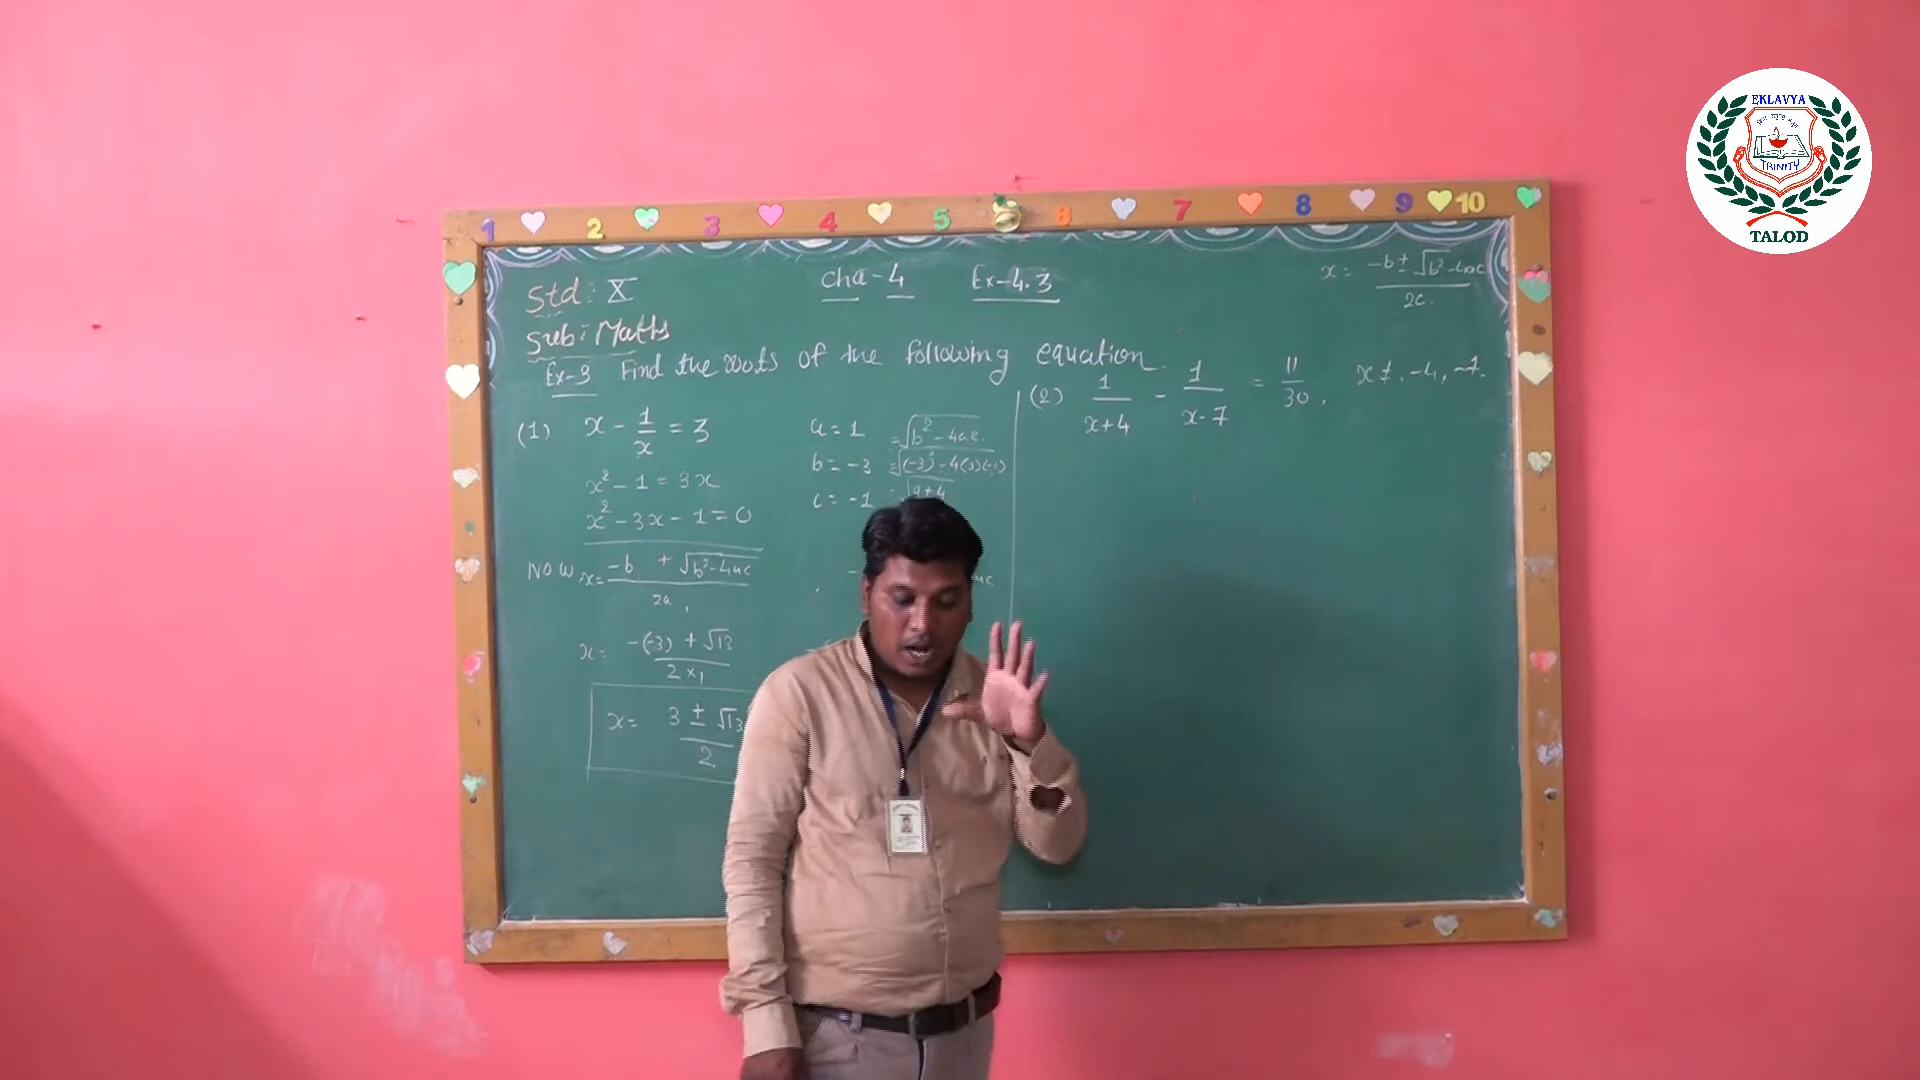 EKLAVYA
TRINITY
TALOD
1 2 3 4 5 6 7 8 9 10
Std : X
Cha-4 Ex-4.3
x = -b ± √b²-4ac / 2a
Sub : Maths
Ex-3 Find the roots of the following equation.
(1) x - 1/x = 3
x² - 1 = 3x
x² - 3x - 1 = 0
a = 1
b = -3
c = -1
= √b² - 4ac
= √(-3)² - 4(3)(-1)
= √9+4
NOW x = -b + √b²-4ac / 2a
x = -(-3) + √13 / 2×1
x = 3 ± √13 / 2
(2) 1/x+4 - 1/x-7 = 11/30, x ≠ -4, 7.